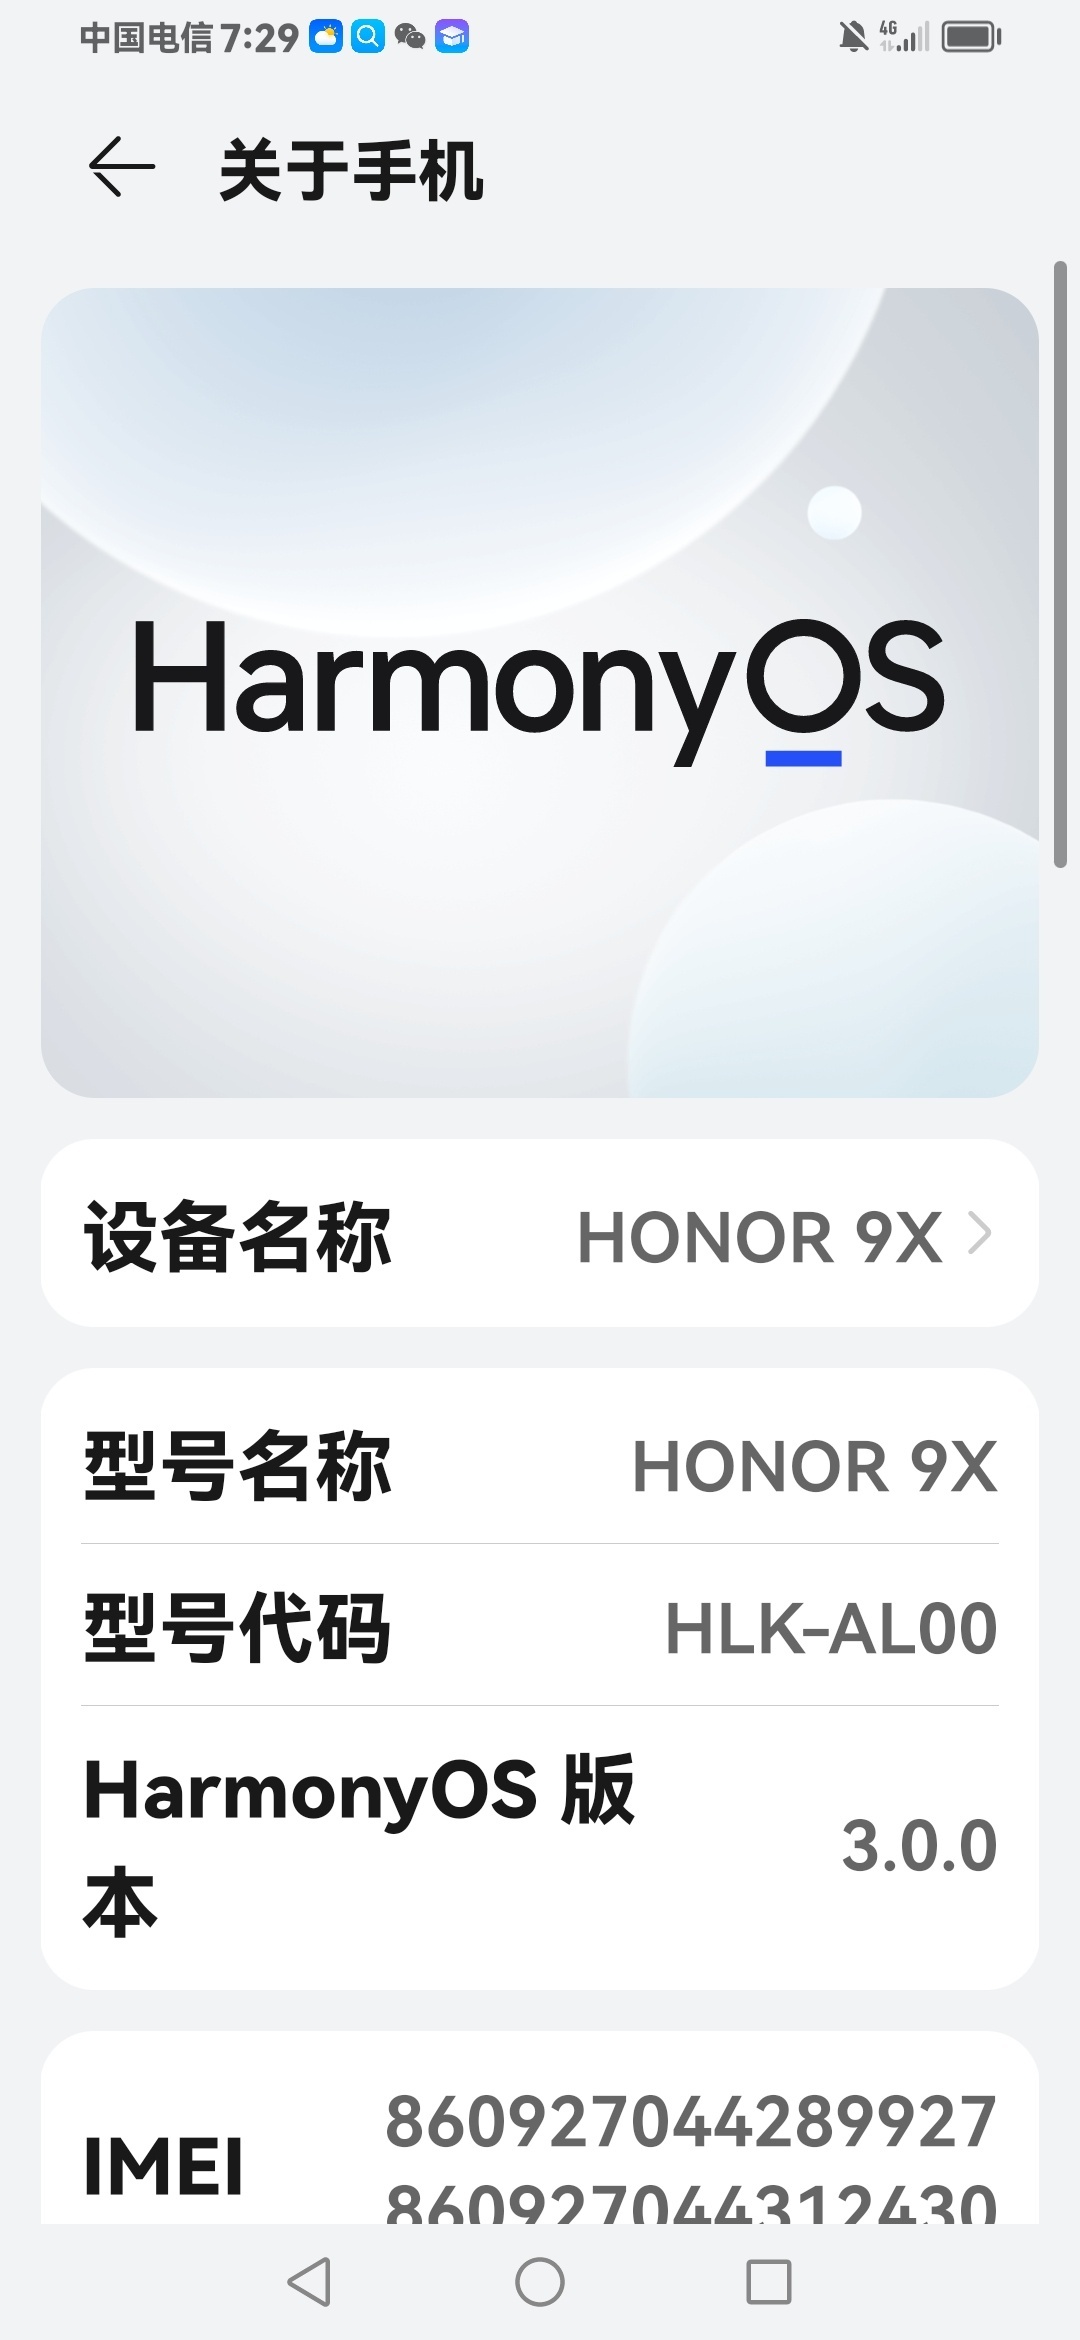 中国电信 7:29 4G
关于手机
HarmonyOS
设备名称 HONOR 9X
型号名称 HONOR 9X
型号代码 HLK-AL00
HarmonyOS 版
本 3.0.0
IMEI 860927044289927
860927044312430